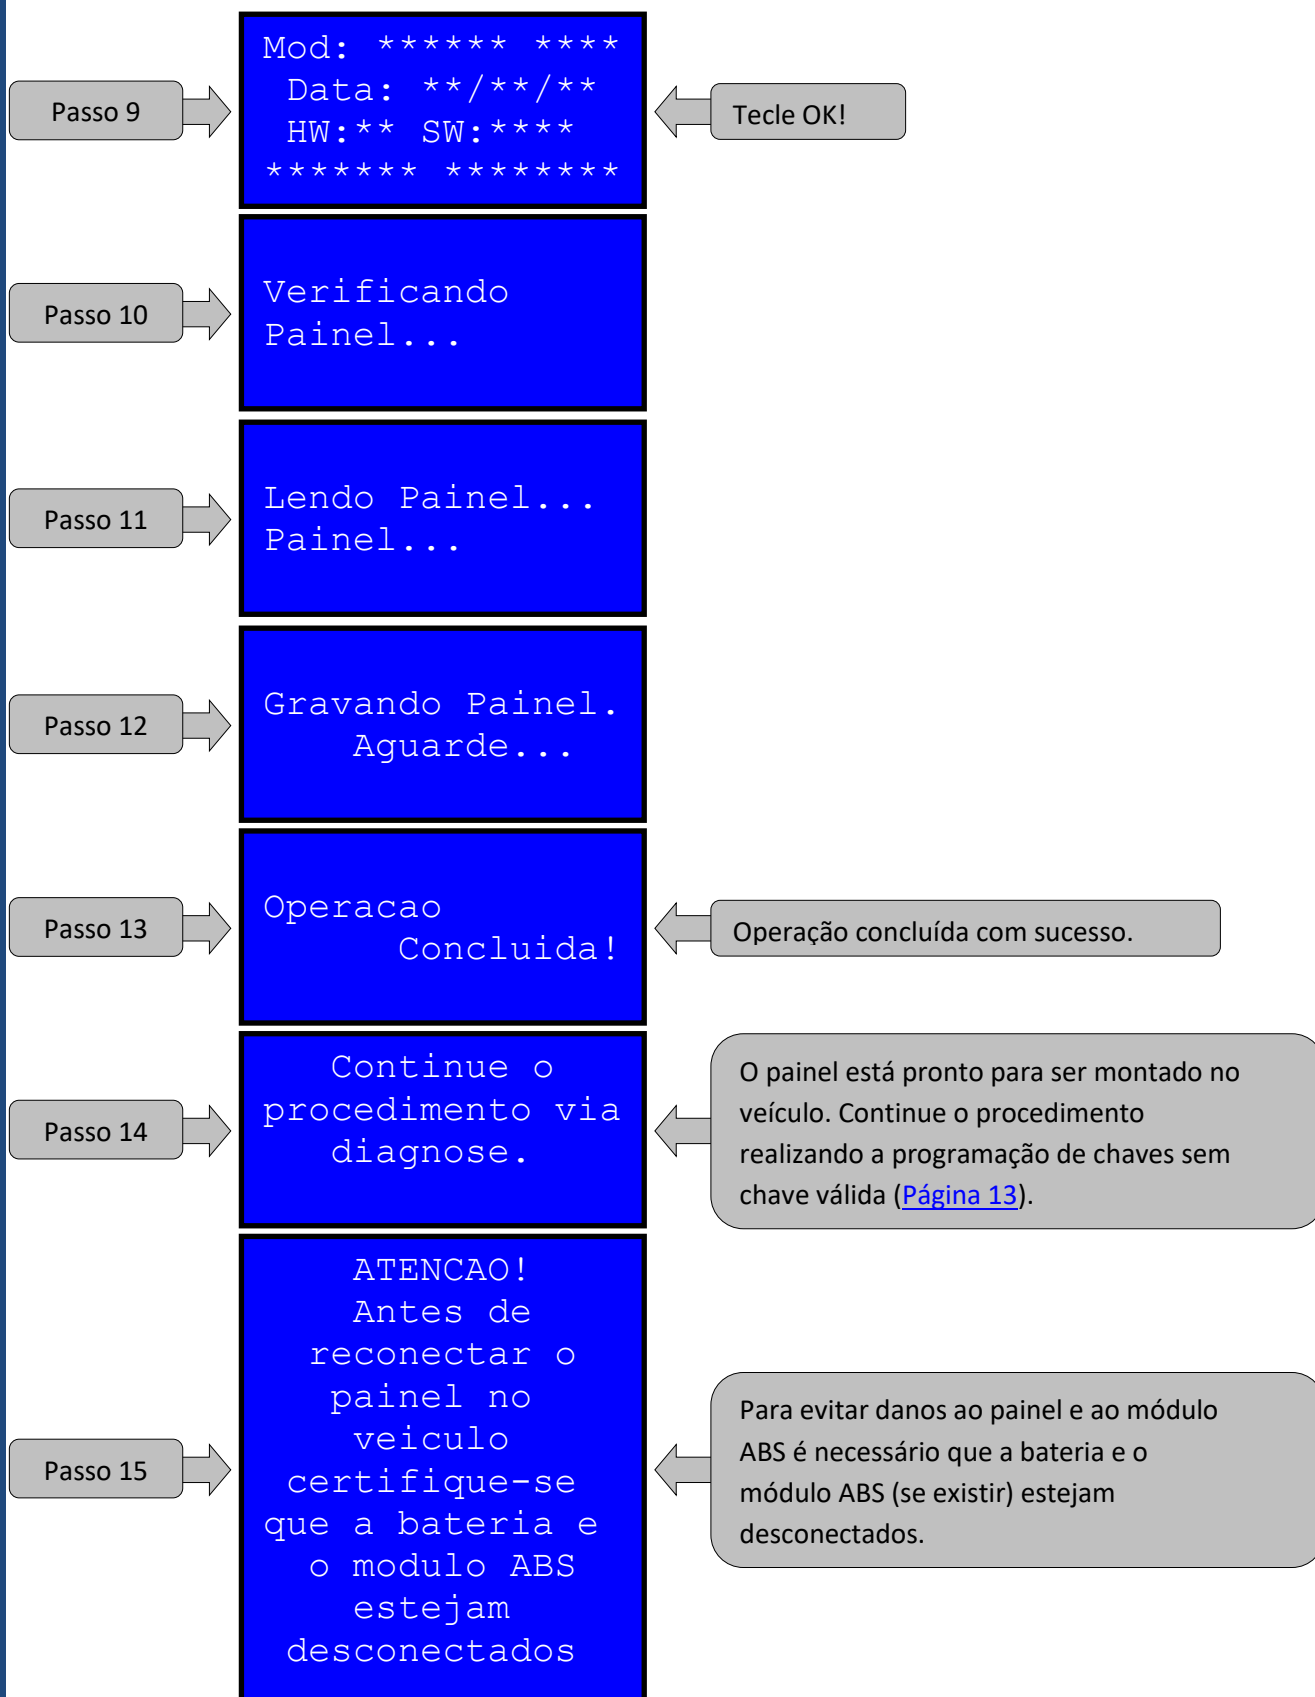 Passo 9
Mod: ****** ****
Data: **/**/**
HW:** SW:****
******* ********
Tecle OK!
Passo 10
Verificando
Painel...
Passo 11
Lendo Painel...
Painel...
Passo 12
Gravando Painel.
Aguarde...
Passo 13
Operacao
Concluida!
Operação concluída com sucesso.
Passo 14
Continue o
procedimento via
diagnose.
O painel está pronto para ser montado no
veículo. Continue o procedimento
realizando a programação de chaves sem
chave válida (Página 13).
Passo 15
ATENCAO!
Antes de
reconectar o
painel no
veiculo
certifique-se
que a bateria e
o modulo ABS
estejam
desconectados
Para evitar danos ao painel e ao módulo
ABS é necessário que a bateria e o
módulo ABS (se existir) estejam
desconectados.